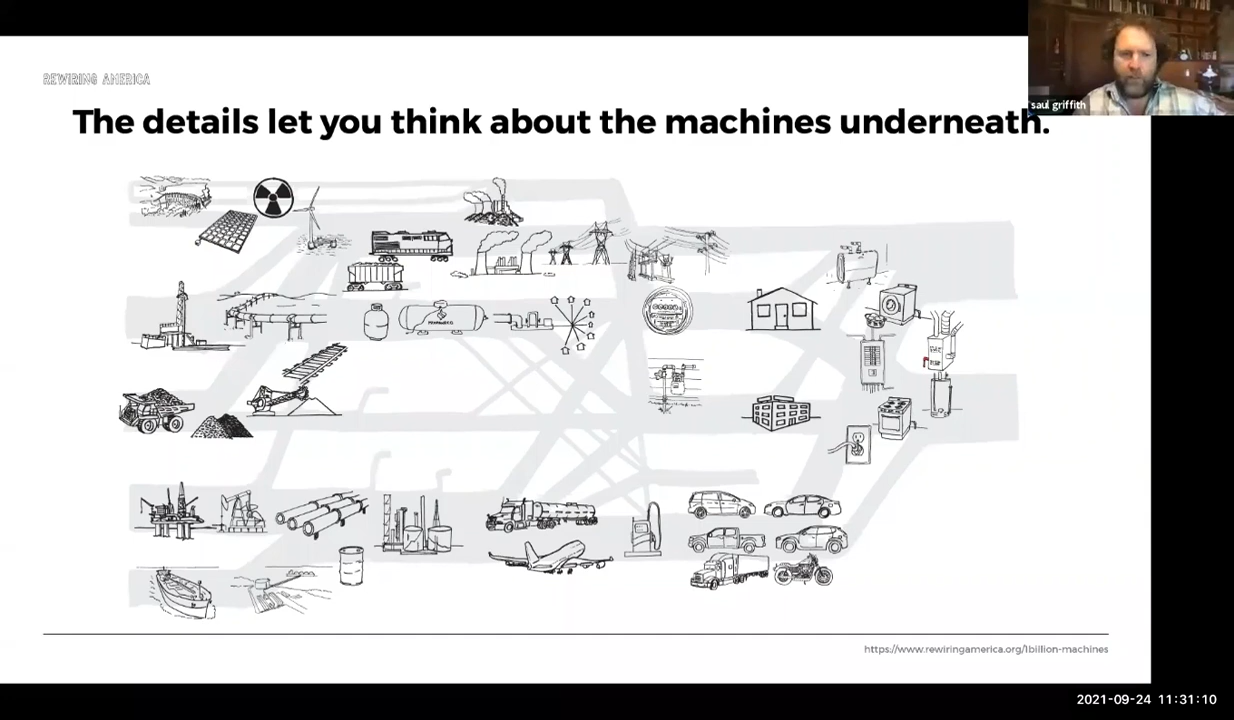 REWIRING AMERICA
saul griffith
The details let you think about the machines underneath.
https://www.rewiringamerica.org/1billion-machines
2021-09-24 11:31:10